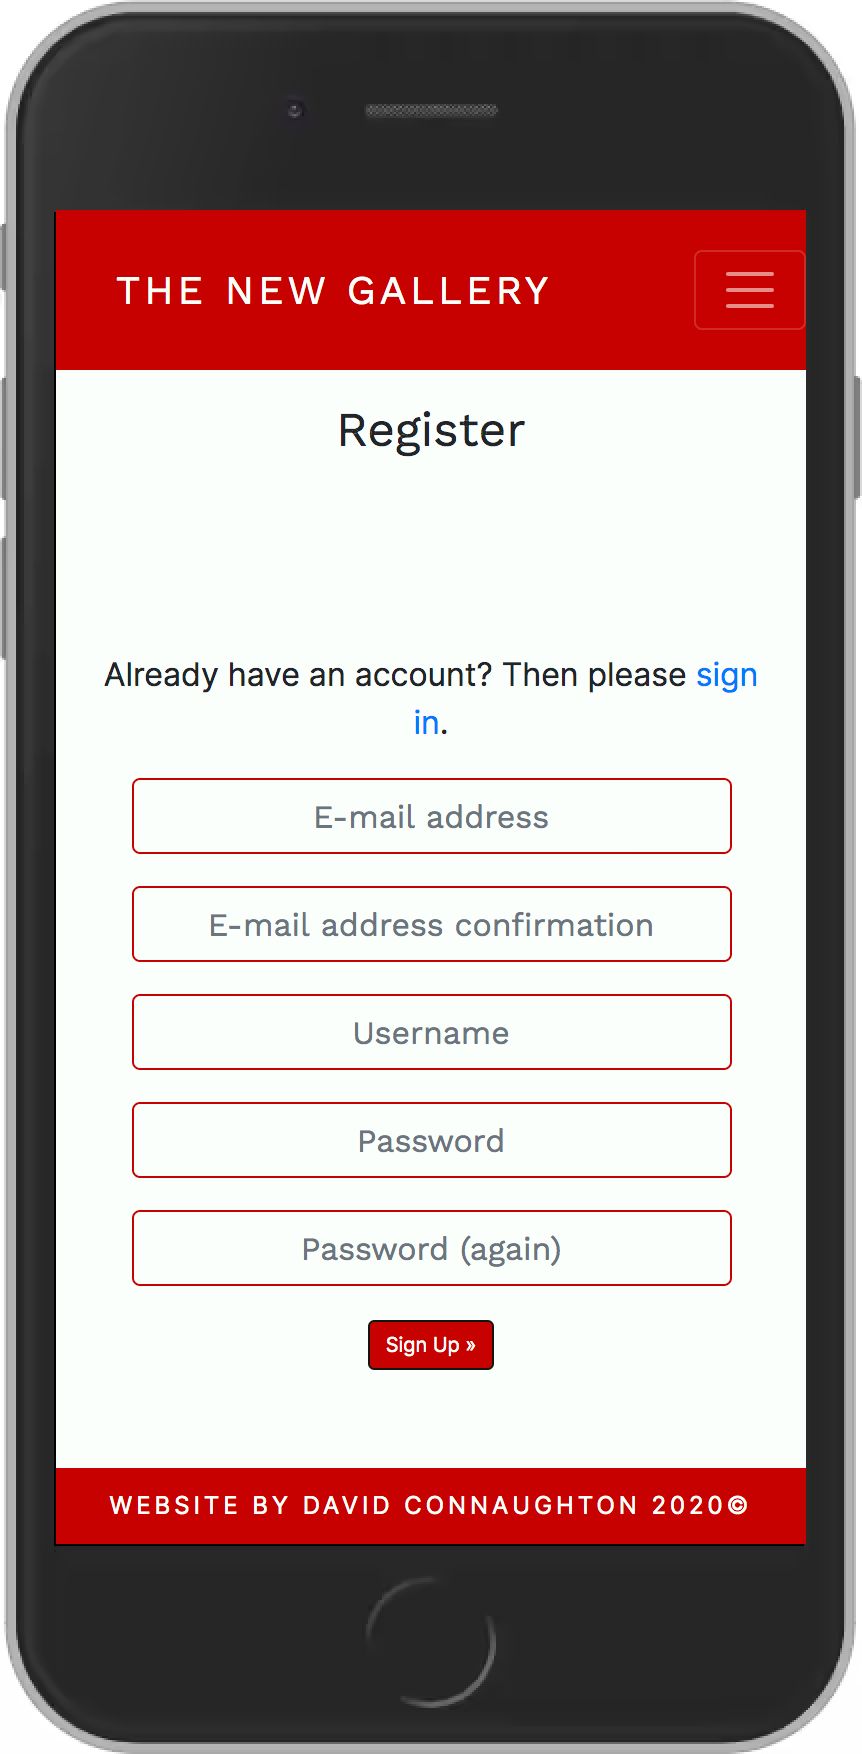 THE NEW GALLERY
Register
Already have an account? Then please sign
in.
E-mail address
E-mail address confirmation
Username
Password
Password (again)
Sign Up »
WEBSITE BY DAVID CONNAUGHTON 2020©